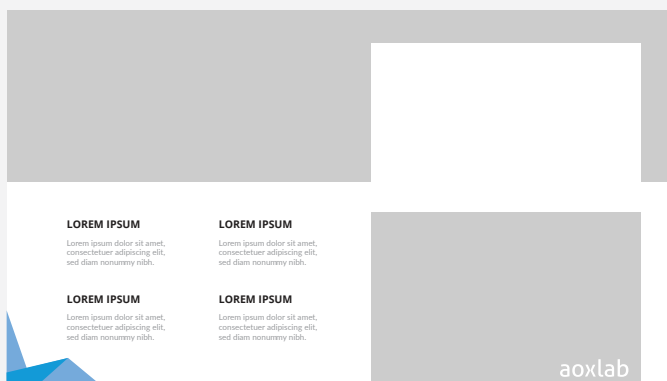 LOREM IPSUM
Lorem ipsum dolor sit amet,
consectetuer adipiscing elit,
sed diam nonummy nibh.
LOREM IPSUM
Lorem ipsum dolor sit amet,
consectetuer adipiscing elit,
sed diam nonummy nibh.
LOREM IPSUM
Lorem ipsum dolor sit amet,
consectetuer adipiscing elit,
sed diam nonummy nibh.
LOREM IPSUM
Lorem ipsum dolor sit amet,
consectetuer adipiscing elit,
sed diam nonummy nibh.
aoxlab